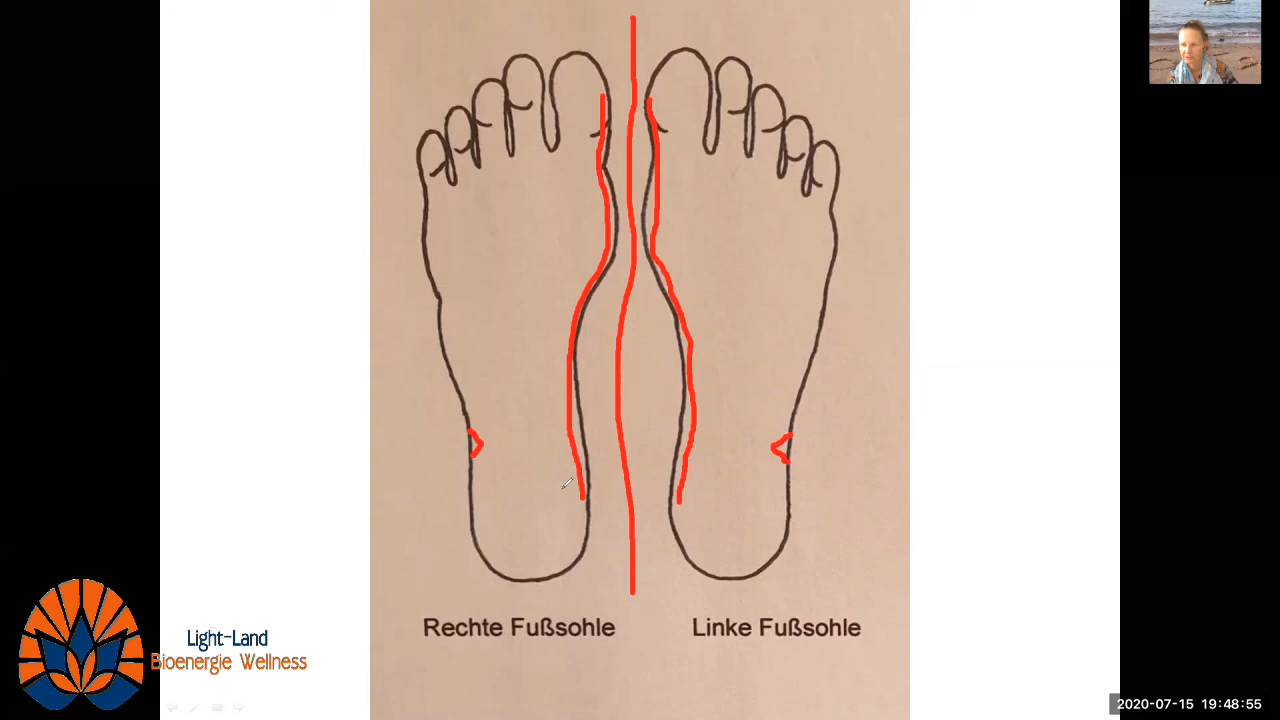 Rechte Fußsohle
Linke Fußsohle
Light-Land
Bioenergie Wellness
2020-07-15 19:48:55